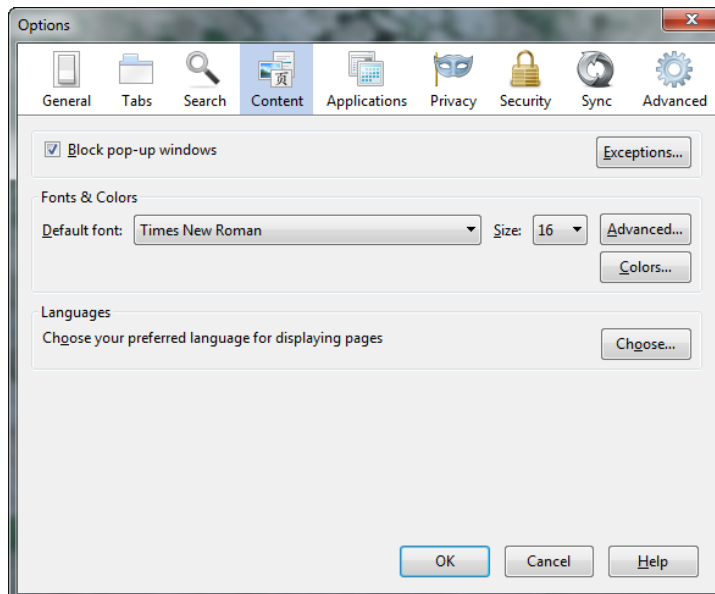 Options
General Tabs Search Content Applications Privacy Security Sync Advanced
页
Block pop-up windows Exceptions...
Fonts & Colors
Default font: Times New Roman Size: 16 Advanced...
Colors...
Languages
Choose your preferred language for displaying pages Choose...
OK Cancel Help